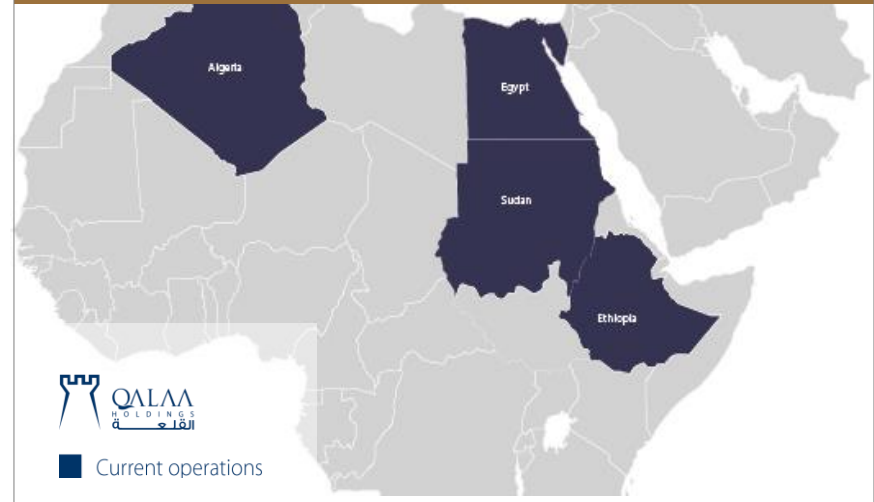 Algeria
Egypt
Sudan
Ethiopia
QALAA
HOLDINGS
القلعة
Current operations